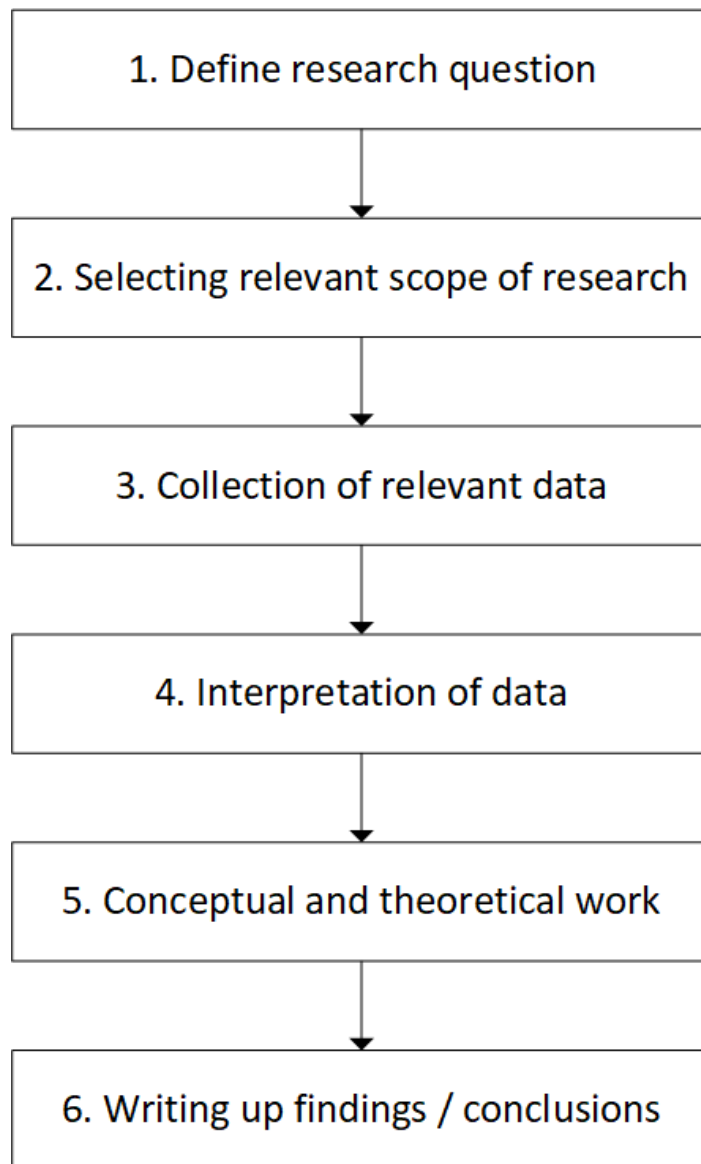 1. Define research question
2. Selecting relevant scope of research
3. Collection of relevant data
4. Interpretation of data
5. Conceptual and theoretical work
6. Writing up findings / conclusions